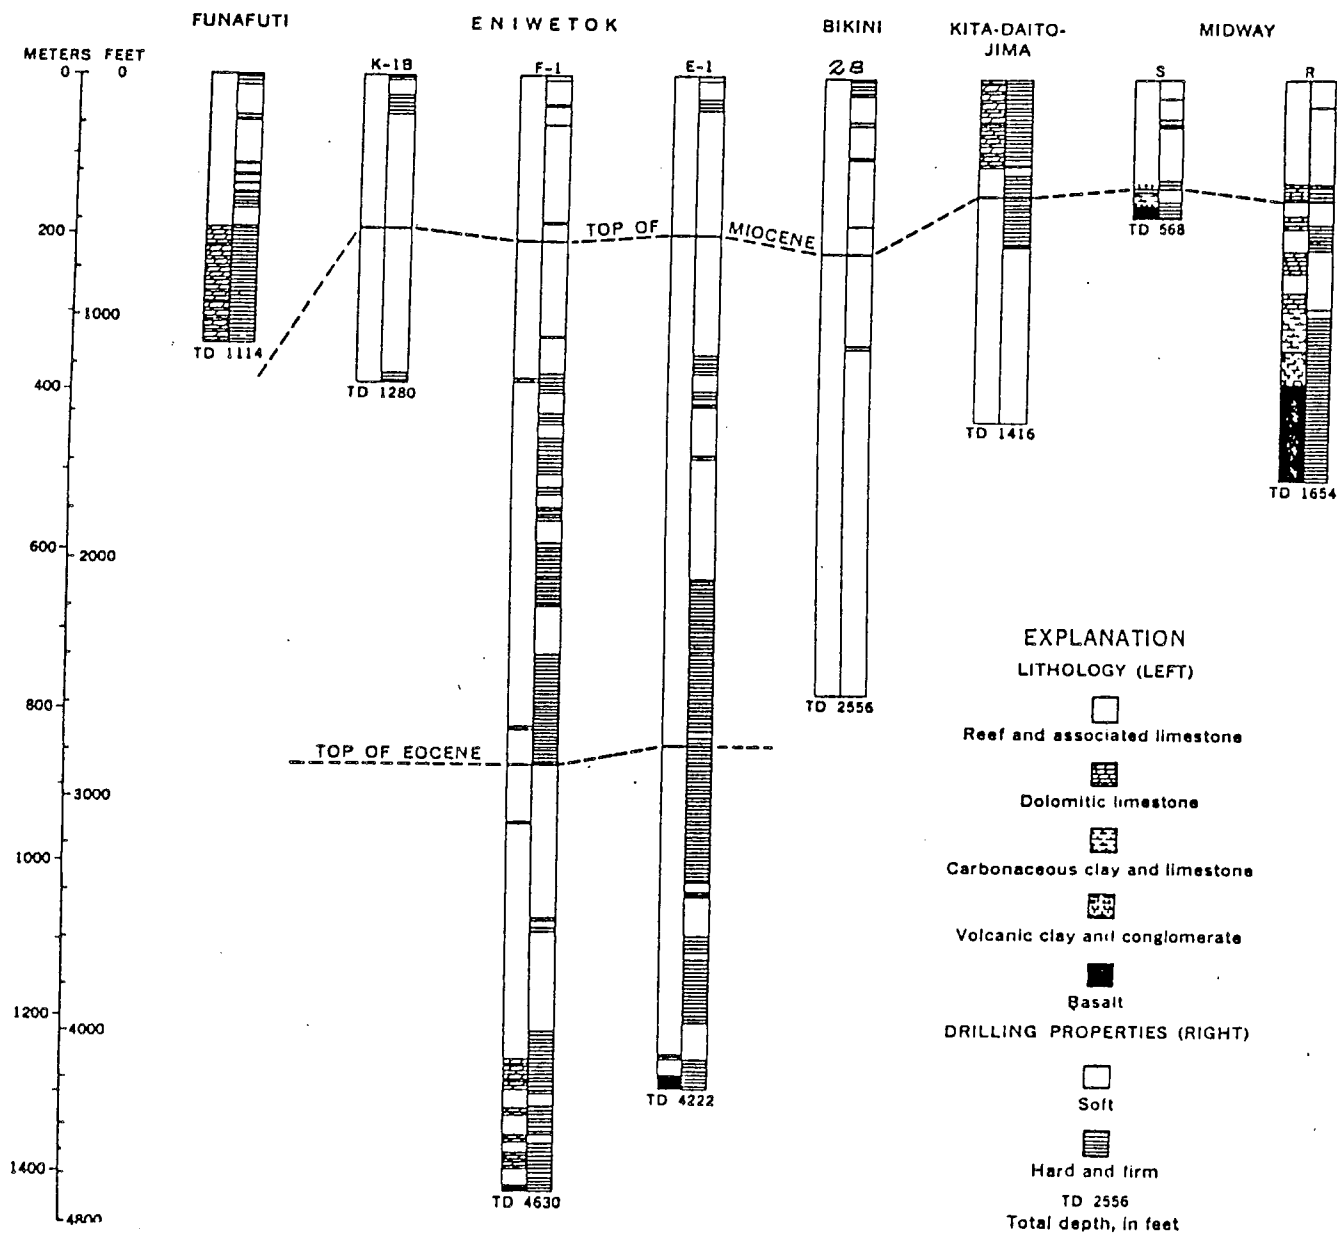 FUNAFUTI
ENIWETOK
BIKINI
KITA-DAITO-
JIMA
MIDWAY
METERS FEET
0 0
K-1B
F-1
E-1
2B
S
R
200
TOP OF MIOCENE
TD 568
1000
TD 1114
400
TD 1280
TD 1416
TD 1654
600
2000
EXPLANATION
LITHOLOGY (LEFT)
800
TD 2556
Reef and associated limestone
TOP OF EOCENE
3000
Dolomitic limestone
1000
Carbonaceous clay and limestone
Volcanic clay and conglomerate
1200
Basalt
4000
DRILLING PROPERTIES (RIGHT)
TD 4222
Soft
1400
Hard and firm
TD 4630
TD 2556
4800
Total depth, in feet